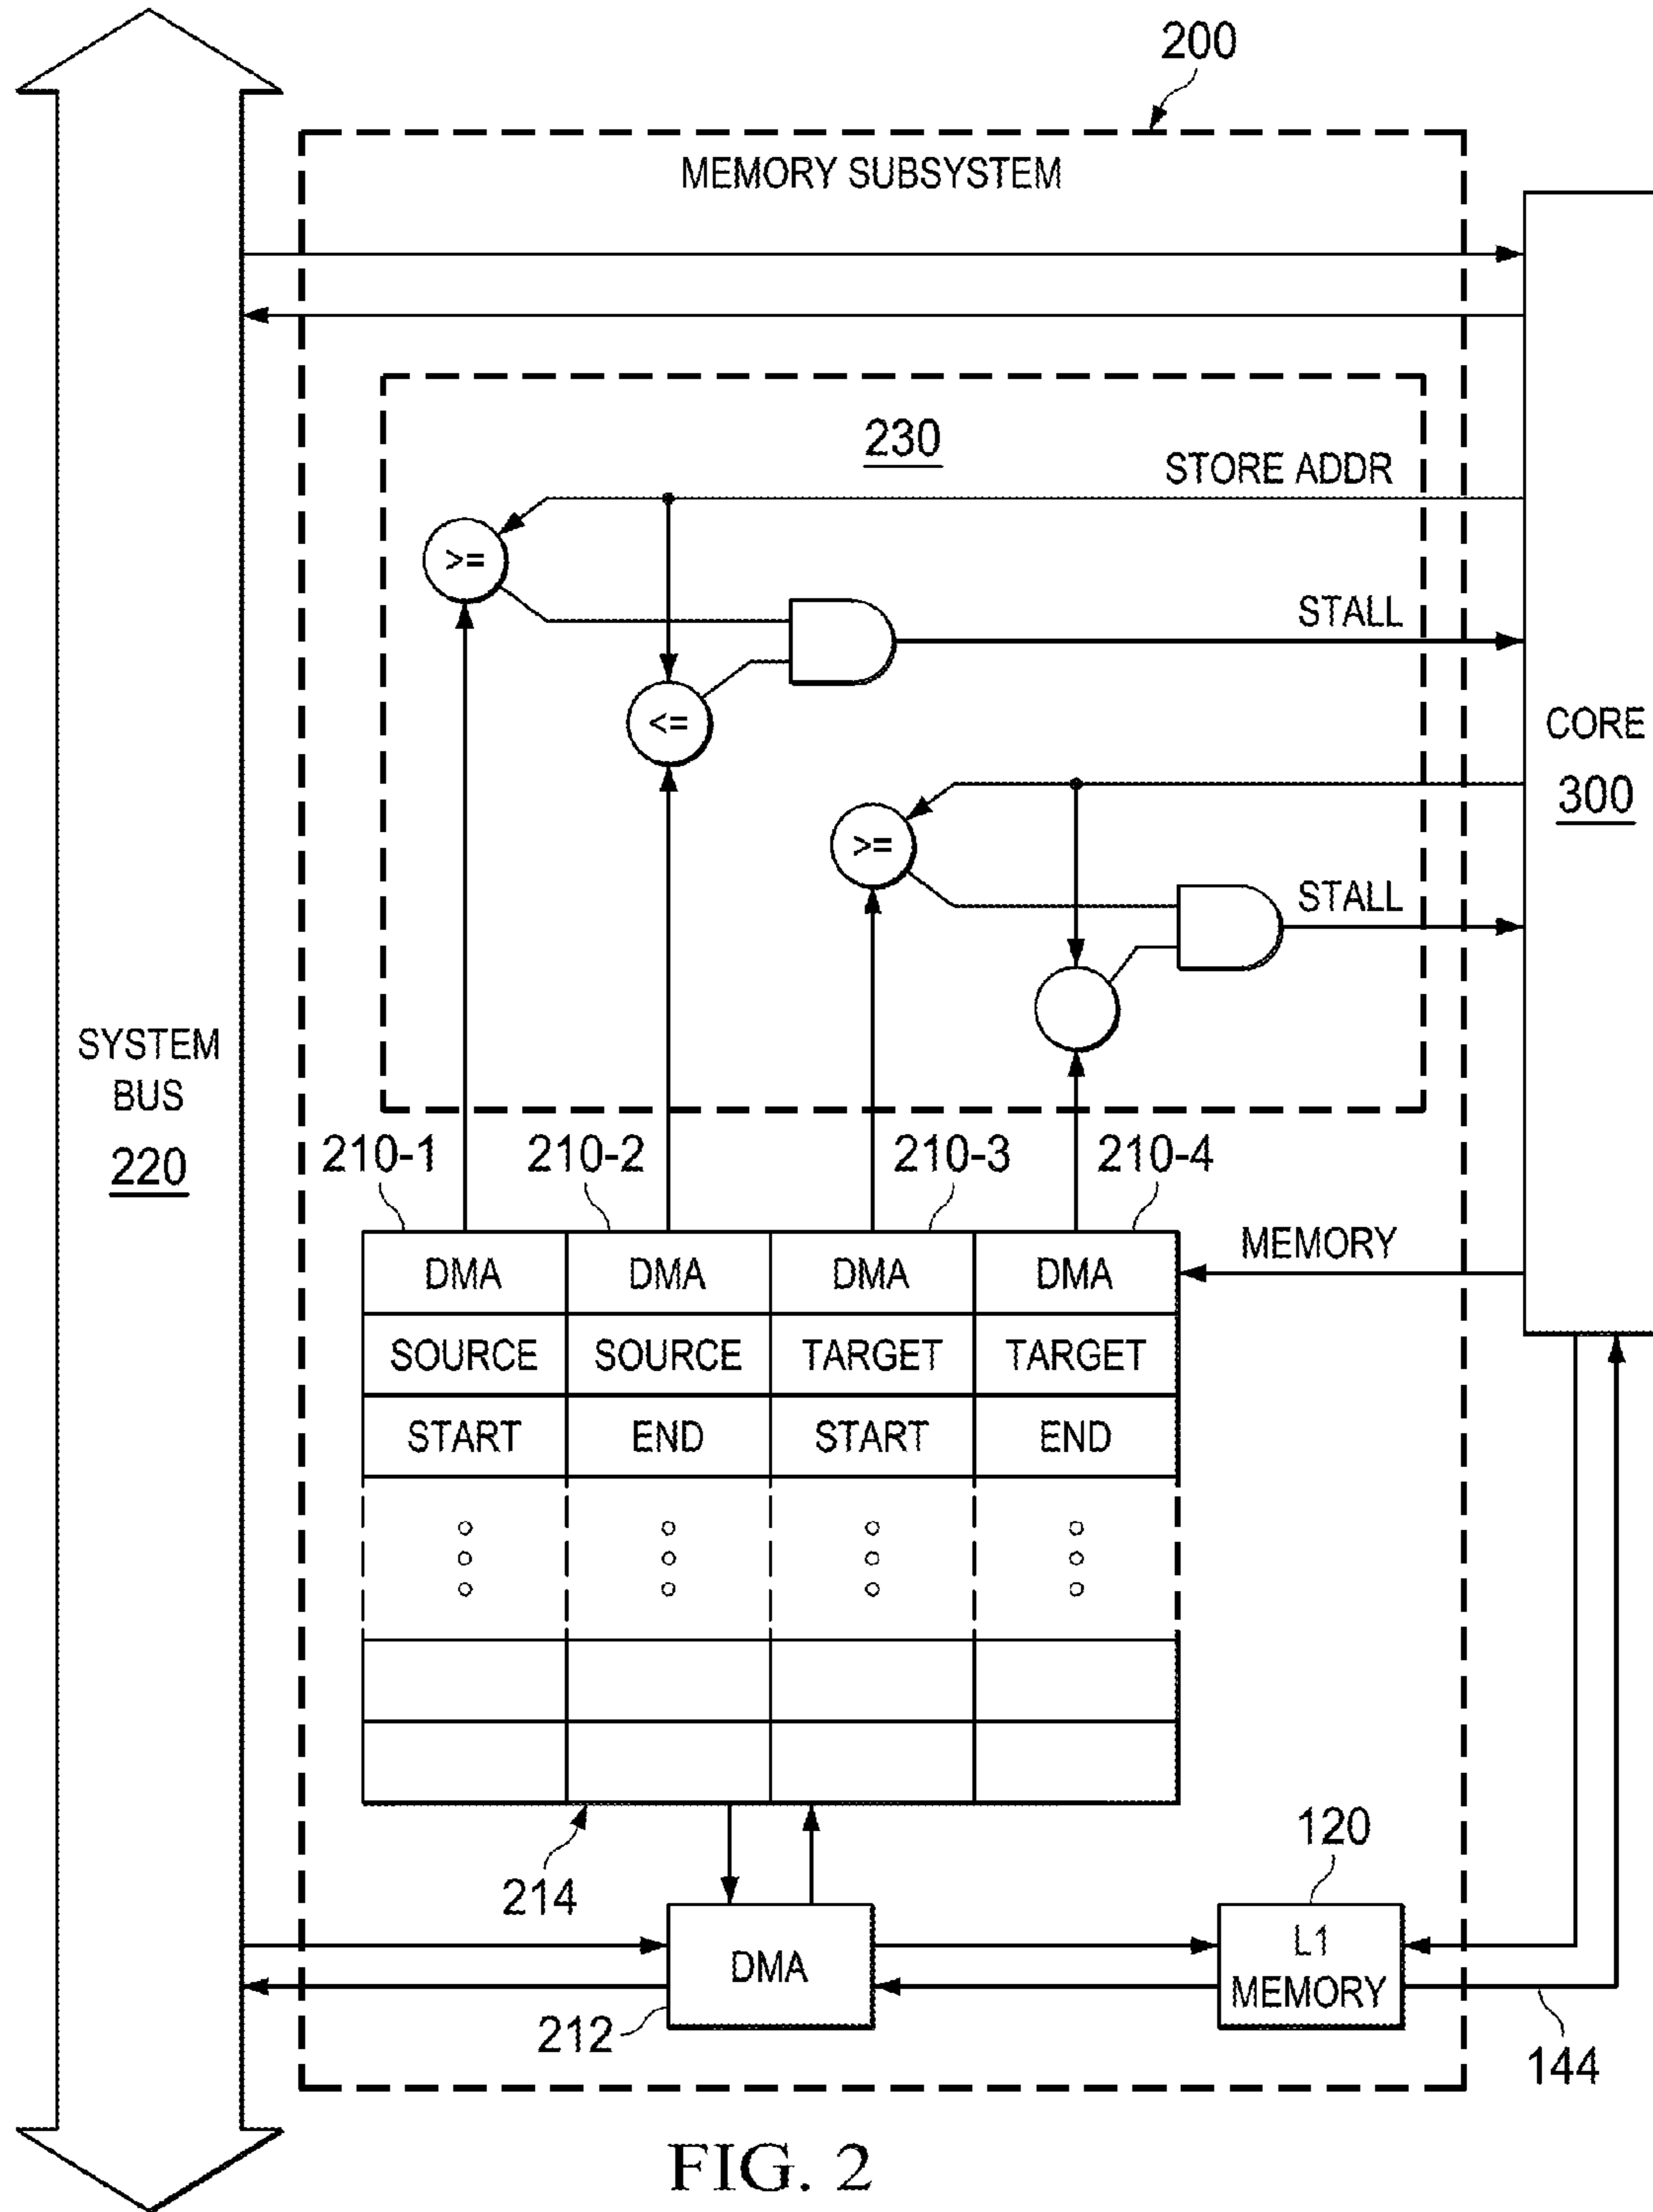 200
MEMORY SUBSYSTEM
230
STORE ADDR
>=
STALL
<=
CORE
300
>=
STALL
SYSTEM
BUS
220
210-1
210-2
210-3
210-4
MEMORY
DMA DMA DMA DMA
SOURCE SOURCE TARGET TARGET
START END START END
214
120
DMA
L1
MEMORY
212
144
FIG. 2